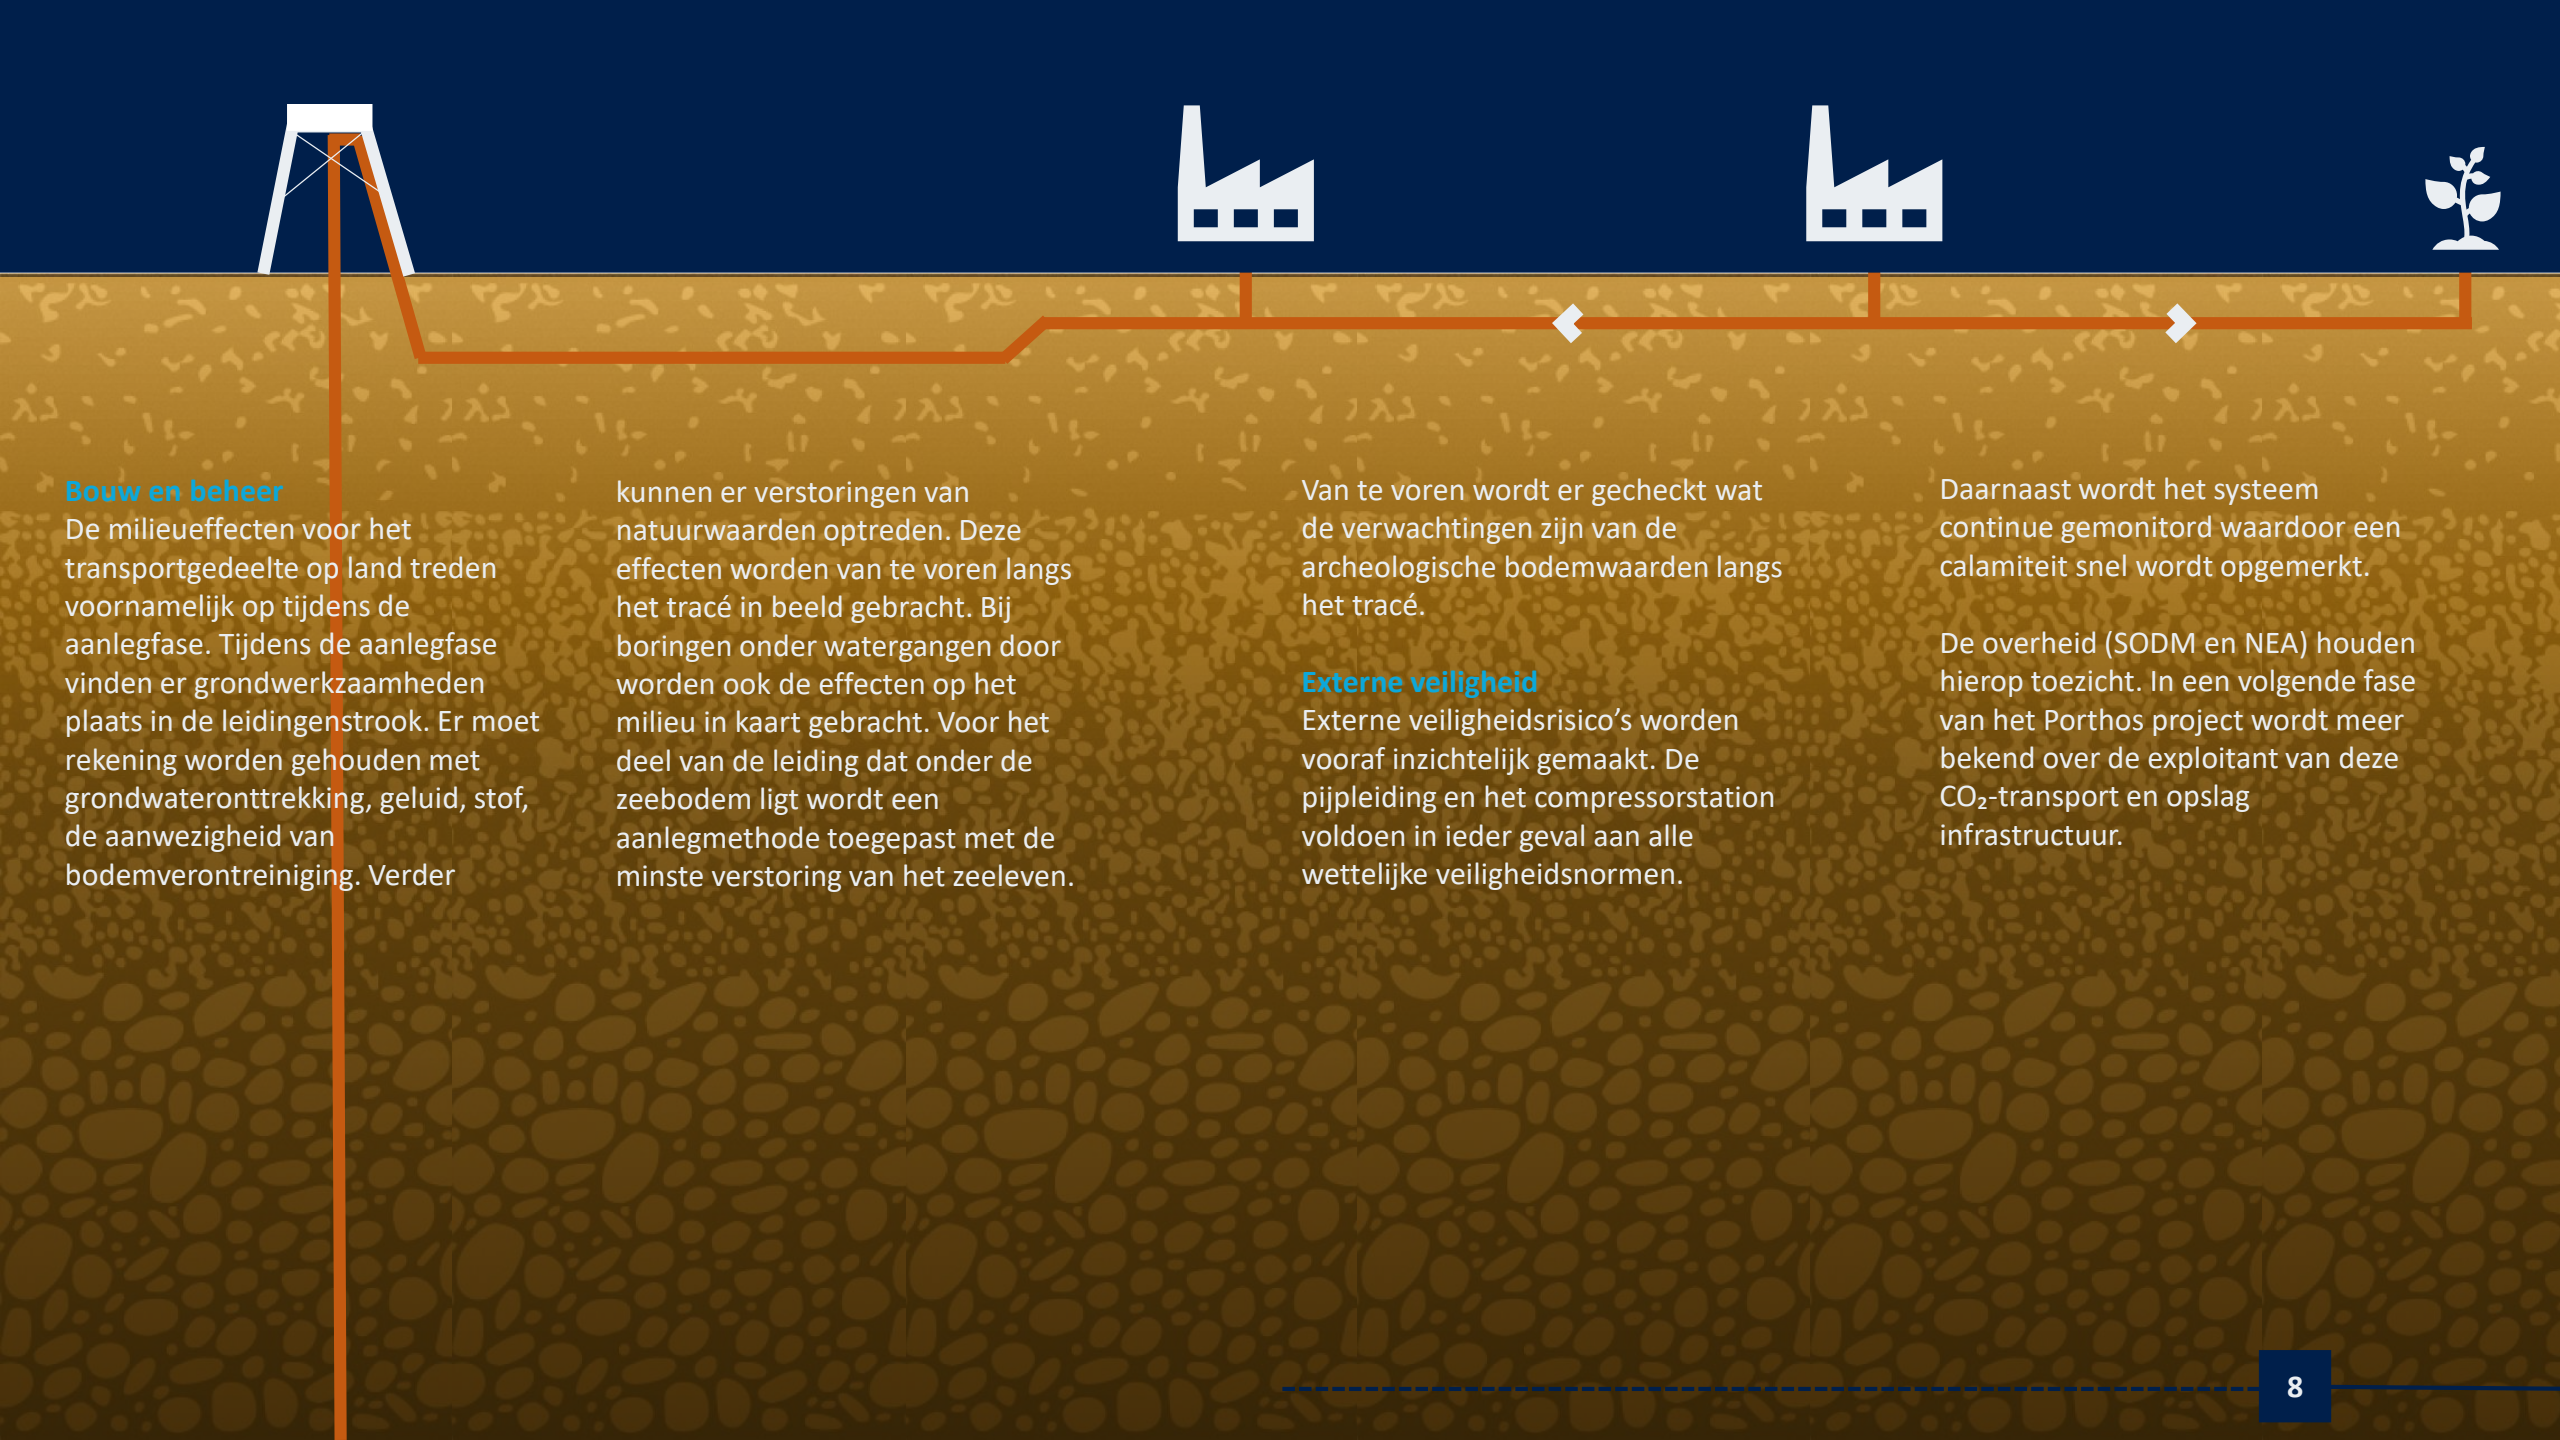 Bouw en beheer
De milieueffecten voor het
transportgedeelte op land treden
voornamelijk op tijdens de
aanlegfase. Tijdens de aanlegfase
vinden er grondwerkzaamheden
plaats in de leidingenstrook. Er moet
rekening worden gehouden met
grondwateronttrekking, geluid, stof,
de aanwezigheid van
bodemverontreiniging. Verder
kunnen er verstoringen van
natuurwaarden optreden. Deze
effecten worden van te voren langs
het tracé in beeld gebracht. Bij
boringen onder watergangen door
worden ook de effecten op het
milieu in kaart gebracht. Voor het
deel van de leiding dat onder de
zeebodem ligt wordt een
aanlegmethode toegepast met de
minste verstoring van het zeeleven.
Van te voren wordt er gecheckt wat
de verwachtingen zijn van de
archeologische bodemwaarden langs
het tracé.
Externe veiligheid
Externe veiligheidsrisico’s worden
vooraf inzichtelijk gemaakt. De
pijpleiding en het compressorstation
voldoen in ieder geval aan alle
wettelijke veiligheidsnormen.
Daarnaast wordt het systeem
continue gemonitord waardoor een
calamiteit snel wordt opgemerkt.
De overheid (SODM en NEA) houden
hierop toezicht. In een volgende fase
van het Porthos project wordt meer
bekend over de exploitant van deze
CO₂-transport en opslag
infrastructuur.
8